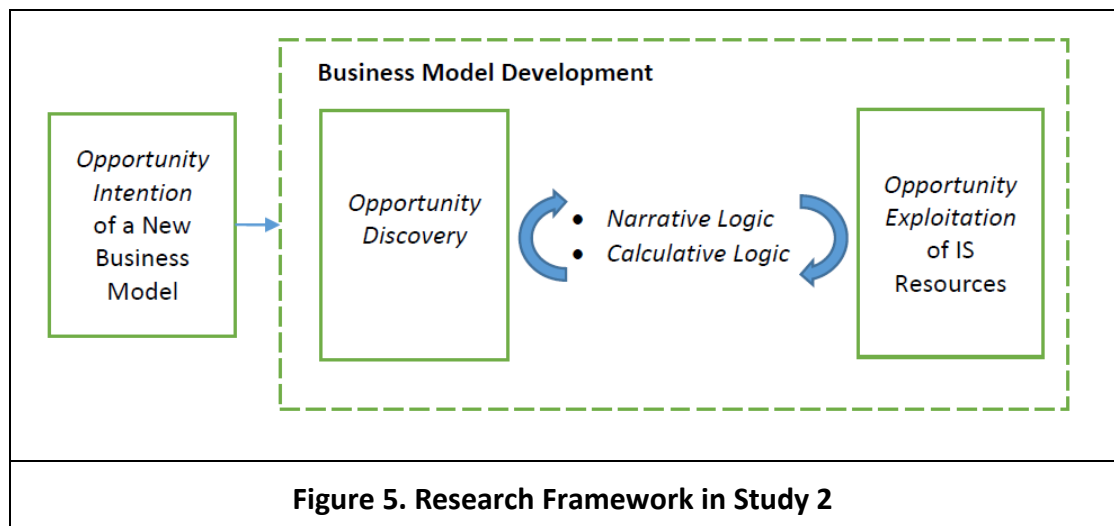 Business Model Development
Opportunity
Intention
of a New
Business
Model
Opportunity
Discovery
• Narrative Logic
• Calculative Logic
Opportunity
Exploitation
of IS
Resources
Figure 5. Research Framework in Study 2